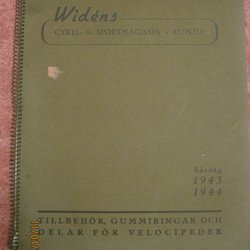 Widéns
CYKEL- & SPORTMAGASIN - SUNNE
Säsong
1943
1944
TILLBEHÖR, GUMMIRINGAR OCH
DELAR FÖR VELOCIPEDER